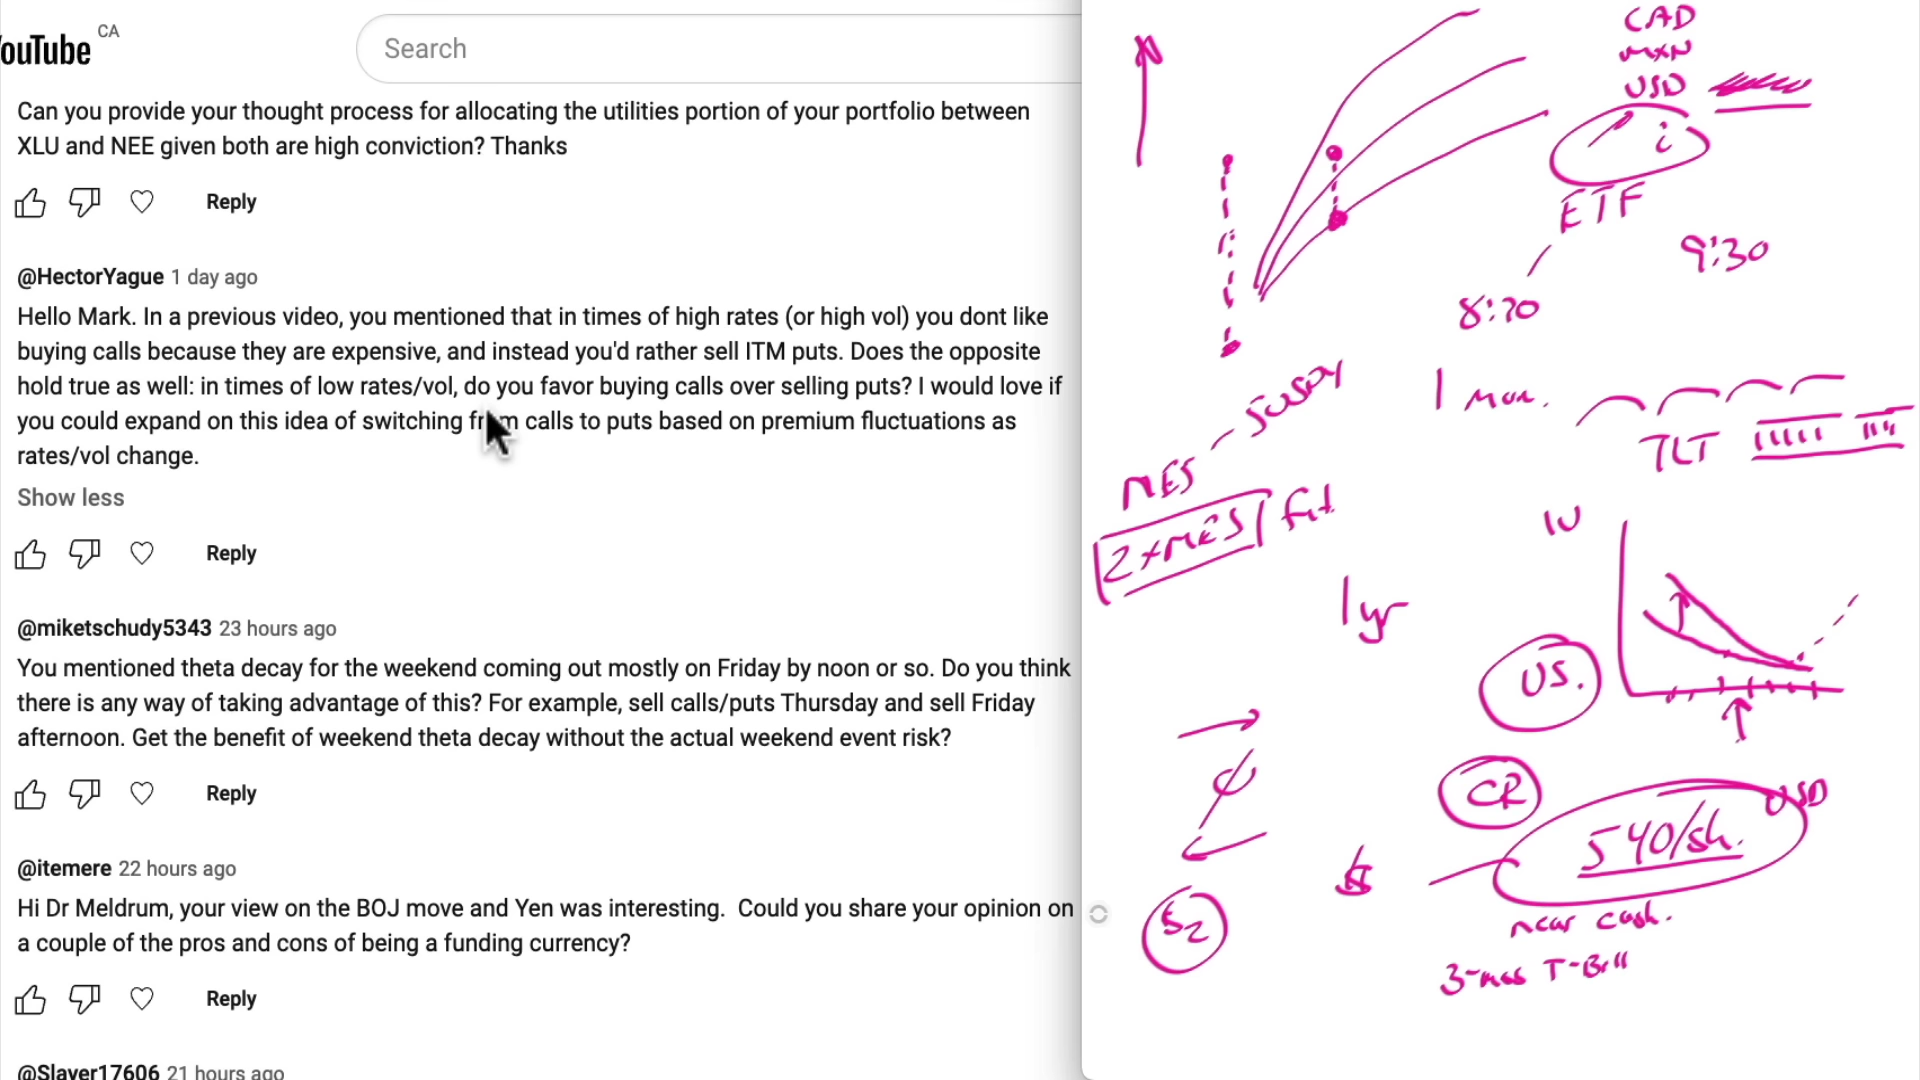 ouTube CA
Search
Can you provide your thought process for allocating the utilities portion of your portfolio between
XLU and NEE given both are high conviction? Thanks
Reply
@HectorYague 1 day ago
Hello Mark. In a previous video, you mentioned that in times of high rates (or high vol) you dont like
buying calls because they are expensive, and instead you'd rather sell ITM puts. Does the opposite
hold true as well: in times of low rates/vol, do you favor buying calls over selling puts? I would love if
you could expand on this idea of switching from calls to puts based on premium fluctuations as
rates/vol change.
Show less
Reply
@miketschudy5343 23 hours ago
You mentioned theta decay for the weekend coming out mostly on Friday by noon or so. Do you think
there is any way of taking advantage of this? For example, sell calls/puts Thursday and sell Friday
afternoon. Get the benefit of weekend theta decay without the actual weekend event risk?
Reply
@itemere 22 hours ago
Hi Dr Meldrum, your view on the BOJ move and Yen was interesting. Could you share your opinion on
a couple of the pros and cons of being a funding currency?
Reply
@Slayer17606 21 hours ago
CAD
MXN
USD
i
ETF
9:30
8:20
1 mon.
TLT
MES
2xMES fut
IV
1yr
US.
CR
USD
540/sh.
near cash.
3-mos T-Bill